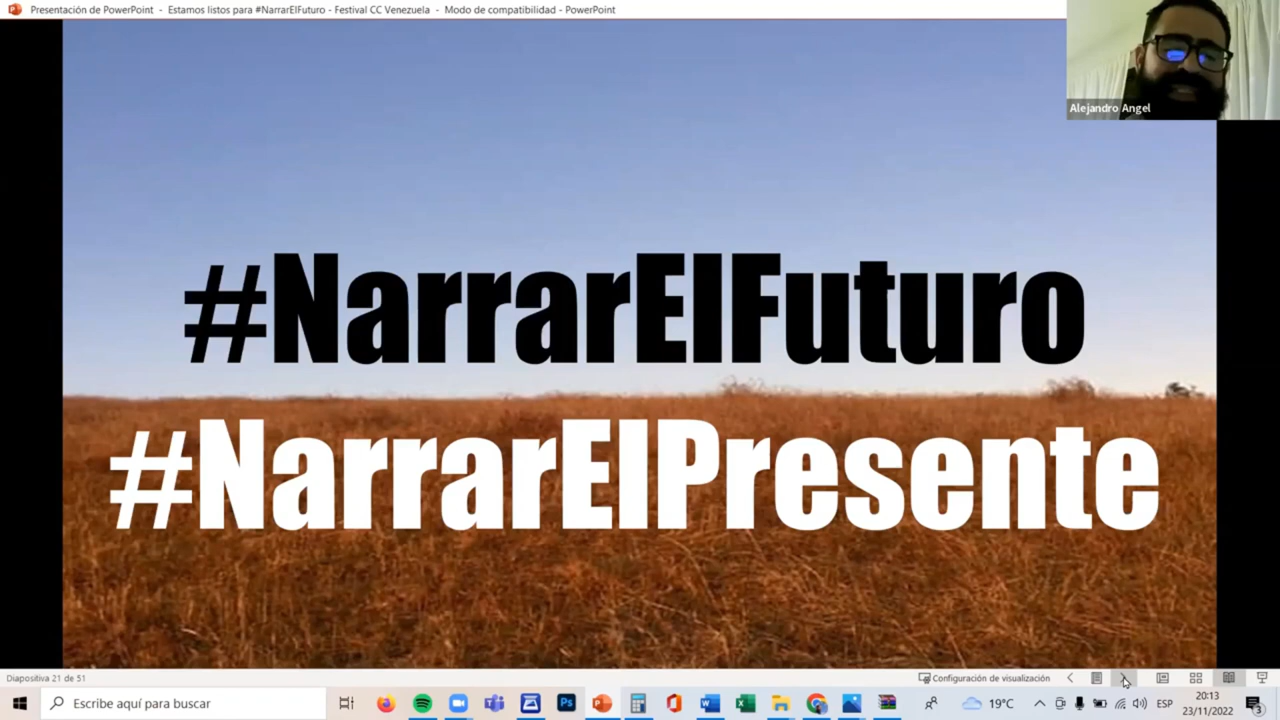 Presentación de PowerPoint - Estamos listos para #NarrarElFuturo - Festival CC Venezuela - Modo de compatibilidad - PowerPoint
Alejandro Angel
#NarrarElFuturo
#NarrarElPresente
Diapositiva 21 de 51
Configuración de visualización
Escribe aquí para buscar
19°C
ESP
20:13
23/11/2022
3